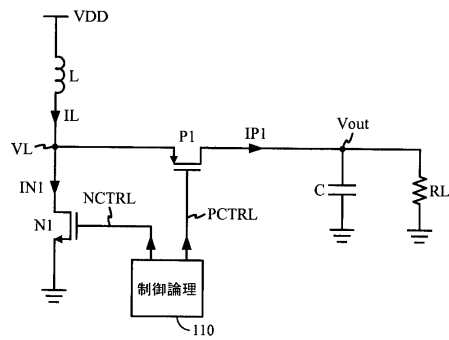 VDD
L
IL
P1
IP1
Vout
VL
IN1
NCTRL
PCTRL
C
RL
N1
制御論理
110